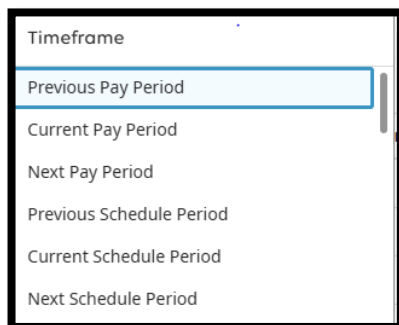 Timeframe
Previous Pay Period
Current Pay Period
Next Pay Period
Previous Schedule Period
Current Schedule Period
Next Schedule Period